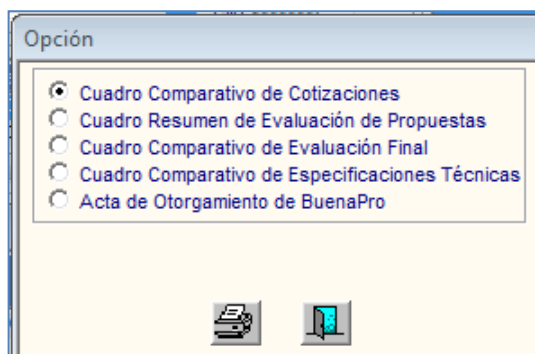 Opción
Cuadro Comparativo de Cotizaciones
Cuadro Resumen de Evaluación de Propuestas
Cuadro Comparativo de Evaluación Final
Cuadro Comparativo de Especificaciones Técnicas
Acta de Otorgamiento de BuenaPro